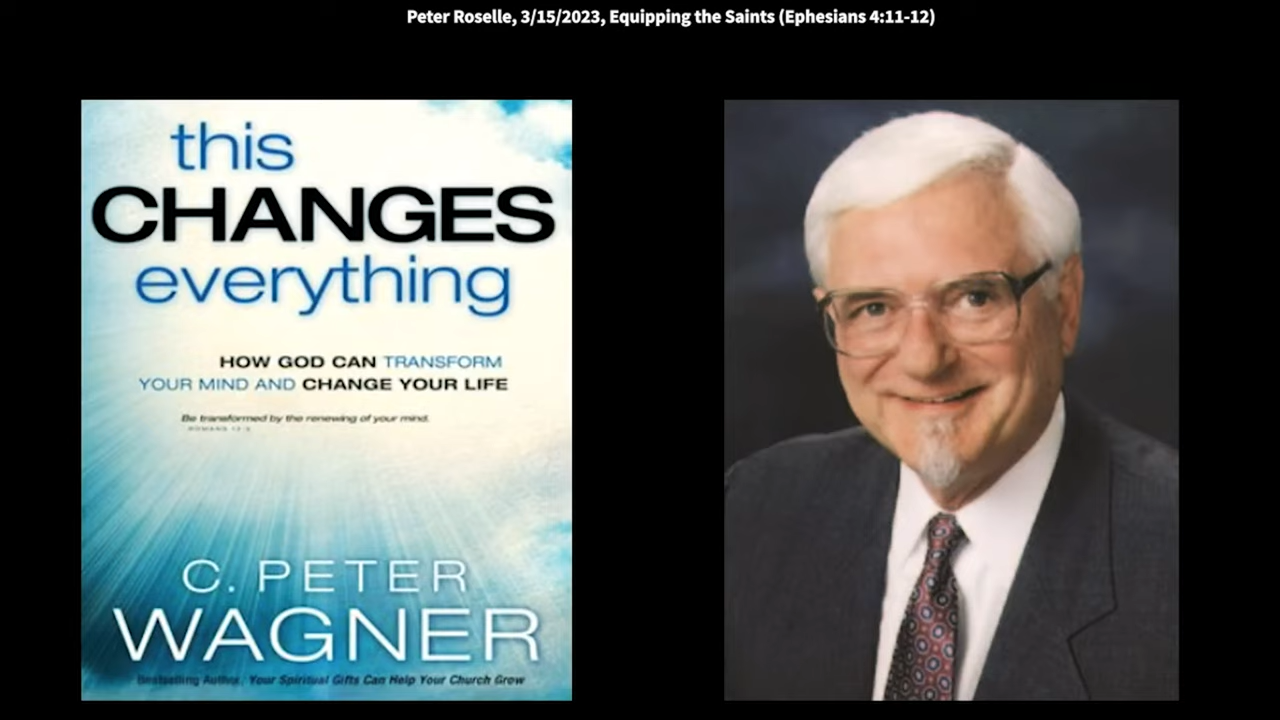 Peter Roselle, 3/15/2023, Equipping the Saints (Ephesians 4:11-12)
this
CHANGES
everything
HOW GOD CAN TRANSFORM
YOUR MIND AND CHANGE YOUR LIFE
Be transformed by the renewing of your mind.
ROMANS 12:2
C. PETER
WAGNER
Bestselling Author, Your Spiritual Gifts Can Help Your Church Grow